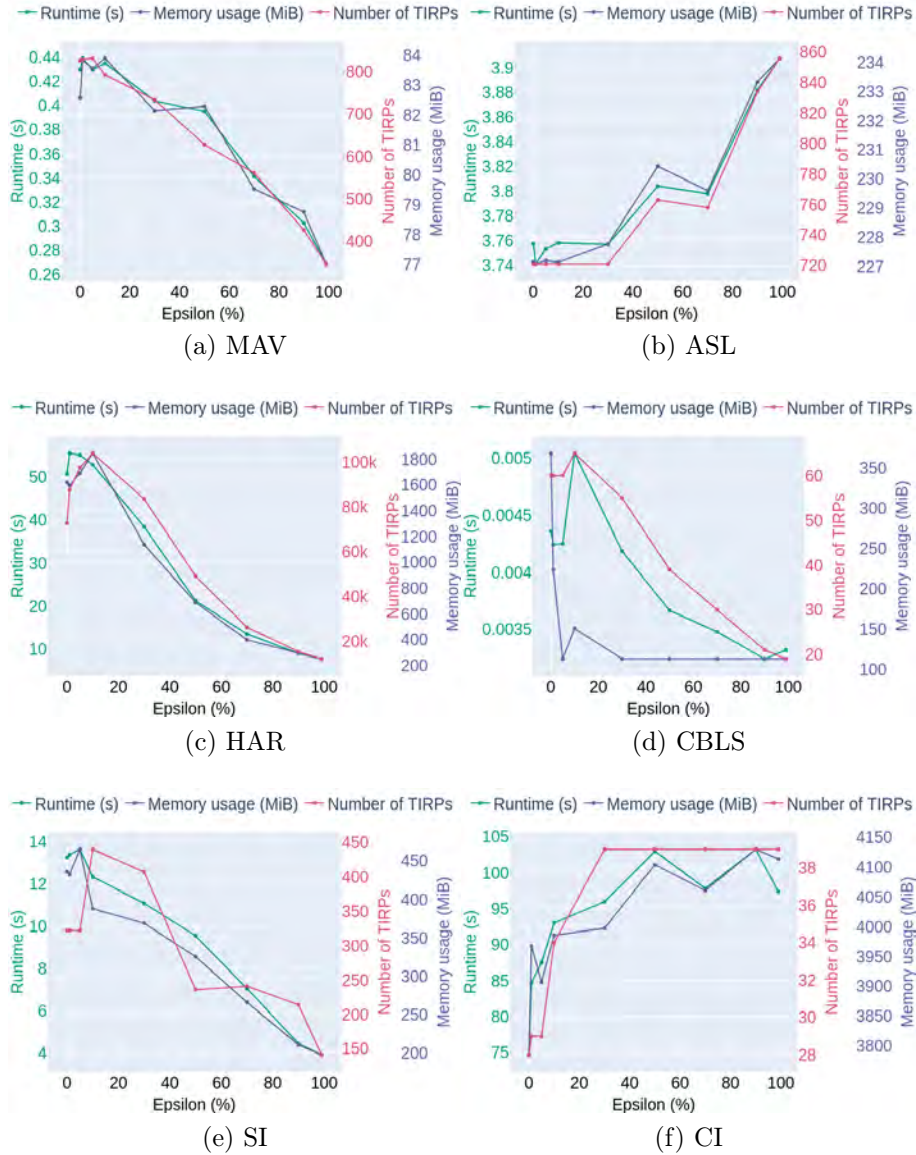 Runtime (s) Memory usage (MiB) Number of TIRPs Runtime (s) Memory usage (MiB) Number of TIRPs
Runtime (s)
0.44
0.42
0.4
0.38
0.36
0.34
0.32
0.3
0.28
0.26
0 20 40 60 80 100
Epsilon (%)
800
700
600
500
400
Number of TIRPs
84
83
82
81
80
79
78
77
Memory usage (MiB)
Runtime (s)
3.9
3.88
3.86
3.84
3.82
3.8
3.78
3.76
3.74
0 20 40 60 80 100
Epsilon (%)
860
840
820
800
780
760
740
720
Number of TIRPs
234
233
232
231
230
229
228
227
Memory usage (MiB)
(a) MAV (b) ASL
Runtime (s) Memory usage (MiB) Number of TIRPs Runtime (s) Memory usage (MiB) Number of TIRPs
Runtime (s)
50
40
30
20
10
0 20 40 60 80 100
Epsilon (%)
100k
80k
60k
40k
20k
Number of TIRPs
1800
1600
1400
1200
1000
800
600
400
200
Memory usage (MiB)
Runtime (s)
0.005
0.0045
0.004
0.0035
0 20 40 60 80 100
Epsilon (%)
60
50
40
30
20
Number of TIRPs
350
300
250
200
150
100
Memory usage (MiB)
(c) HAR (d) CBLS
Runtime (s) Memory usage (MiB) Number of TIRPs Runtime (s) Memory usage (MiB) Number of TIRPs
Runtime (s)
14
12
10
8
6
4
0 20 40 60 80 100
Epsilon (%)
450
400
350
300
250
200
150
Number of TIRPs
450
400
350
300
250
200
Memory usage (MiB)
Runtime (s)
105
100
95
90
85
80
75
0 20 40 60 80 100
Epsilon (%)
38
36
34
32
30
28
Number of TIRPs
4150
4100
4050
4000
3950
3900
3850
3800
Memory usage (MiB)
(e) SI (f) CI